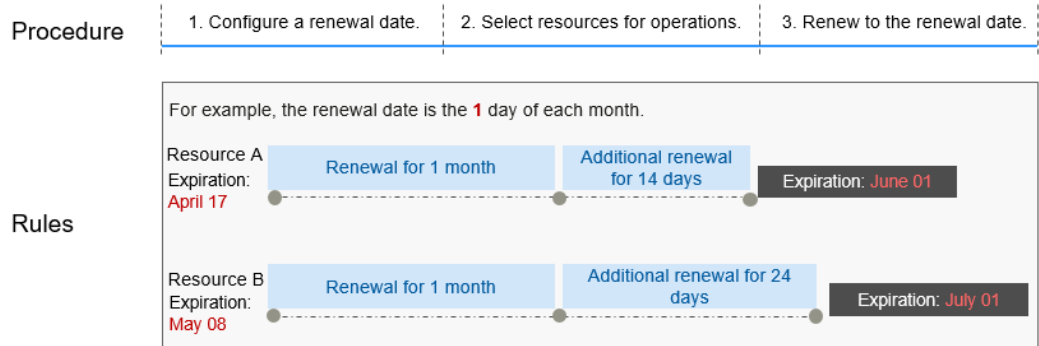 Procedure
1. Configure a renewal date.
2. Select resources for operations.
3. Renew to the renewal date.
Rules
For example, the renewal date is the 1 day of each month.
Resource A
Expiration:
April 17
Renewal for 1 month
Additional renewal
for 14 days
Expiration: June 01
Resource B
Expiration:
May 08
Renewal for 1 month
Additional renewal for 24
days
Expiration: July 01